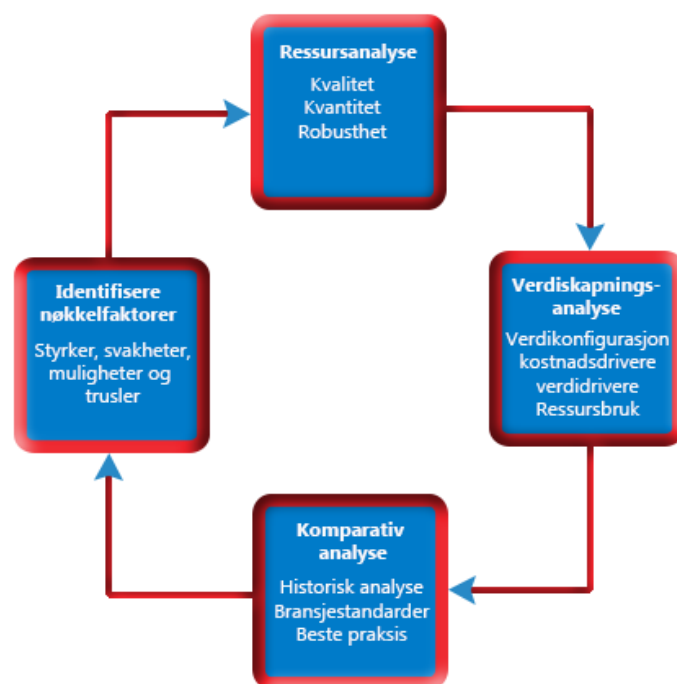 Ressursanalyse
Kvalitet
Kvantitet
Robusthet
Verdiskapnings-
analyse
Verdikonfigurasjon
kostnadsdrivere
verdidrivere
Ressursbruk
Komparativ
analyse
Historisk analyse
Bransjestandarder
Beste praksis
Identifisere
nøkkelfaktorer
Styrker, svakheter,
muligheter og
trusler